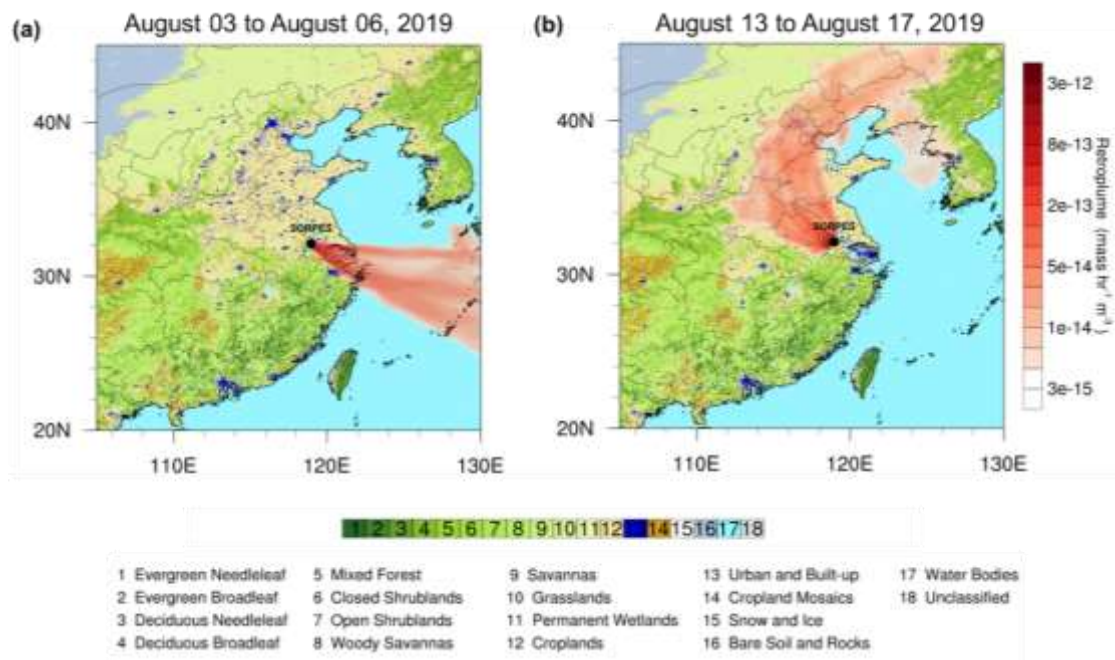 (a) August 03 to August 06, 2019
(b) August 13 to August 17, 2019
40N
30N
20N
110E 120E 130E
SORPES
40N
30N
20N
110E 120E 130E
SORPES
3e-12
8e-13
2e-13
5e-14
1e-14
3e-15
Retroplume (mass hr⁻¹ m⁻³)
1 2 3 4 5 6 7 8 9 10 11 12 14 15 16 17 18
1 Evergreen Needleleaf 5 Mixed Forest 9 Savannas 13 Urban and Built-up 17 Water Bodies
2 Evergreen Broadleaf 6 Closed Shrublands 10 Grasslands 14 Cropland Mosaics 18 Unclassified
3 Deciduous Needleleaf 7 Open Shrublands 11 Permanent Wetlands 15 Snow and Ice
4 Deciduous Broadleaf 8 Woody Savannas 12 Croplands 16 Bare Soil and Rocks